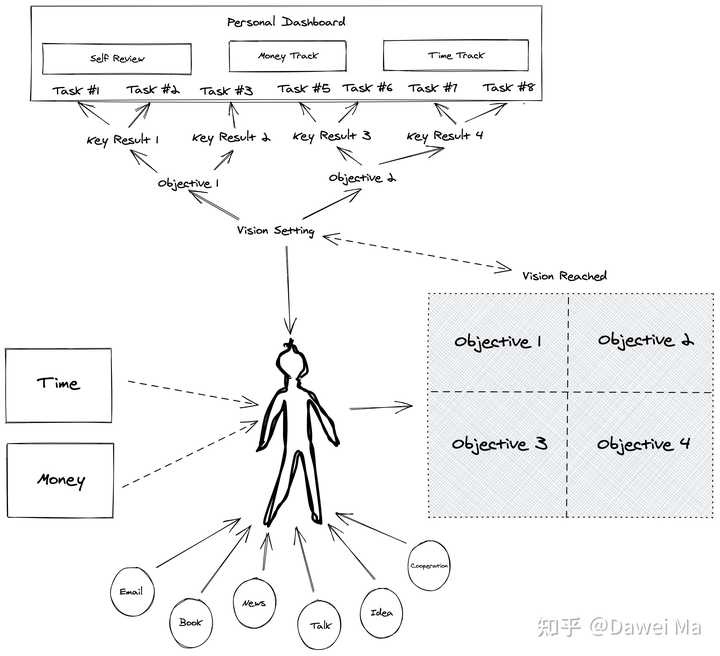 Personal Dashboard
Self Review
Money Track
Time Track
Task #1
Task #2
Task #3
Task #5
Task #6
Task #7
Task #8
Key Result 1
Key Result 2
Key Result 3
Key Result 4
Objective 1
Objective 2
Vision Setting
Vision Reached
Objective 1
Objective 2
Objective 3
Objective 4
Time
Money
Email
Book
News
Talk
Idea
Cooperation
知乎 @Dawei Ma